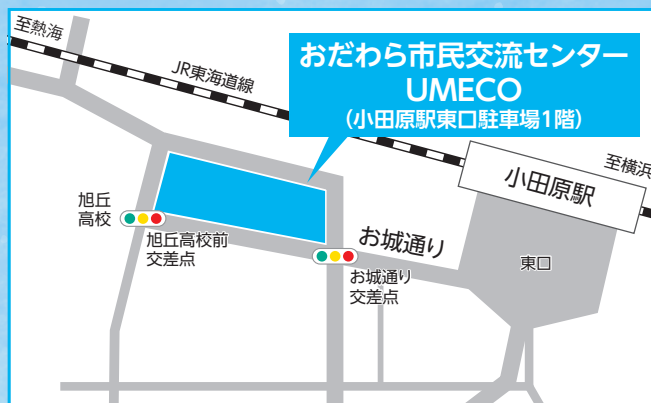 至熱海
JR東海道線
おだわら市民交流センター
UMECO
(小田原駅東口駐車場1階)
至横浜
小田原駅
旭丘
高校
旭丘高校前
交差点
お城通り
お城通り
交差点
東口